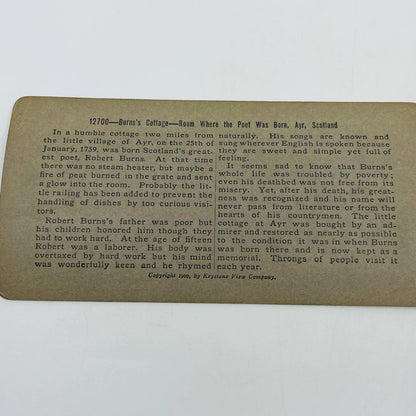 12700—Burns's Cottage—Room Where the Poet Was Born, Ayr, Scotland
In a humble cottage two miles from
the little village of Ayr, on the 25th of
January, 1759, was born Scotland's great-
est poet, Robert Burns. At that time
there was no steam heater, but maybe a
fire of peat burned in the grate and sent
a glow into the room. Probably the lit-
tle railing has been added to prevent the
handling of dishes by too curious visi-
tors.
Robert Burns's father was poor but
his children honored him though they
had to work hard. At the age of fifteen
Robert was a laborer. His body was
overtaxed by hard work but his mind
was wonderfully keen and he rhymed
naturally. His songs are known and
sung wherever English is spoken because
they are sweet and simple yet full of
feeling.
It seems sad to know that Burns's
whole life was troubled by poverty;
even his deathbed was not free from its
misery. Yet, after his death, his great-
ness was recognized and his name will
never pass from literature or from the
hearts of his countrymen. The little
cottage at Ayr was bought by an ad-
mirer and restored as nearly as possible
to the condition it was in when Burns
was born there and is now kept as a
memorial. Throngs of people visit it
each year.
Copyright 1900, by Keystone View Company.